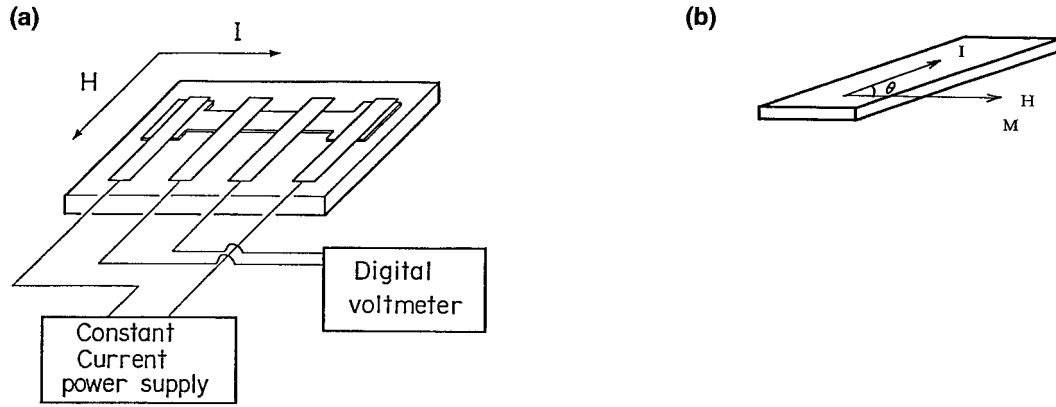 (a)
I
H
Digital
voltmeter
Constant
Current
power supply
(b)
I
θ
H
M